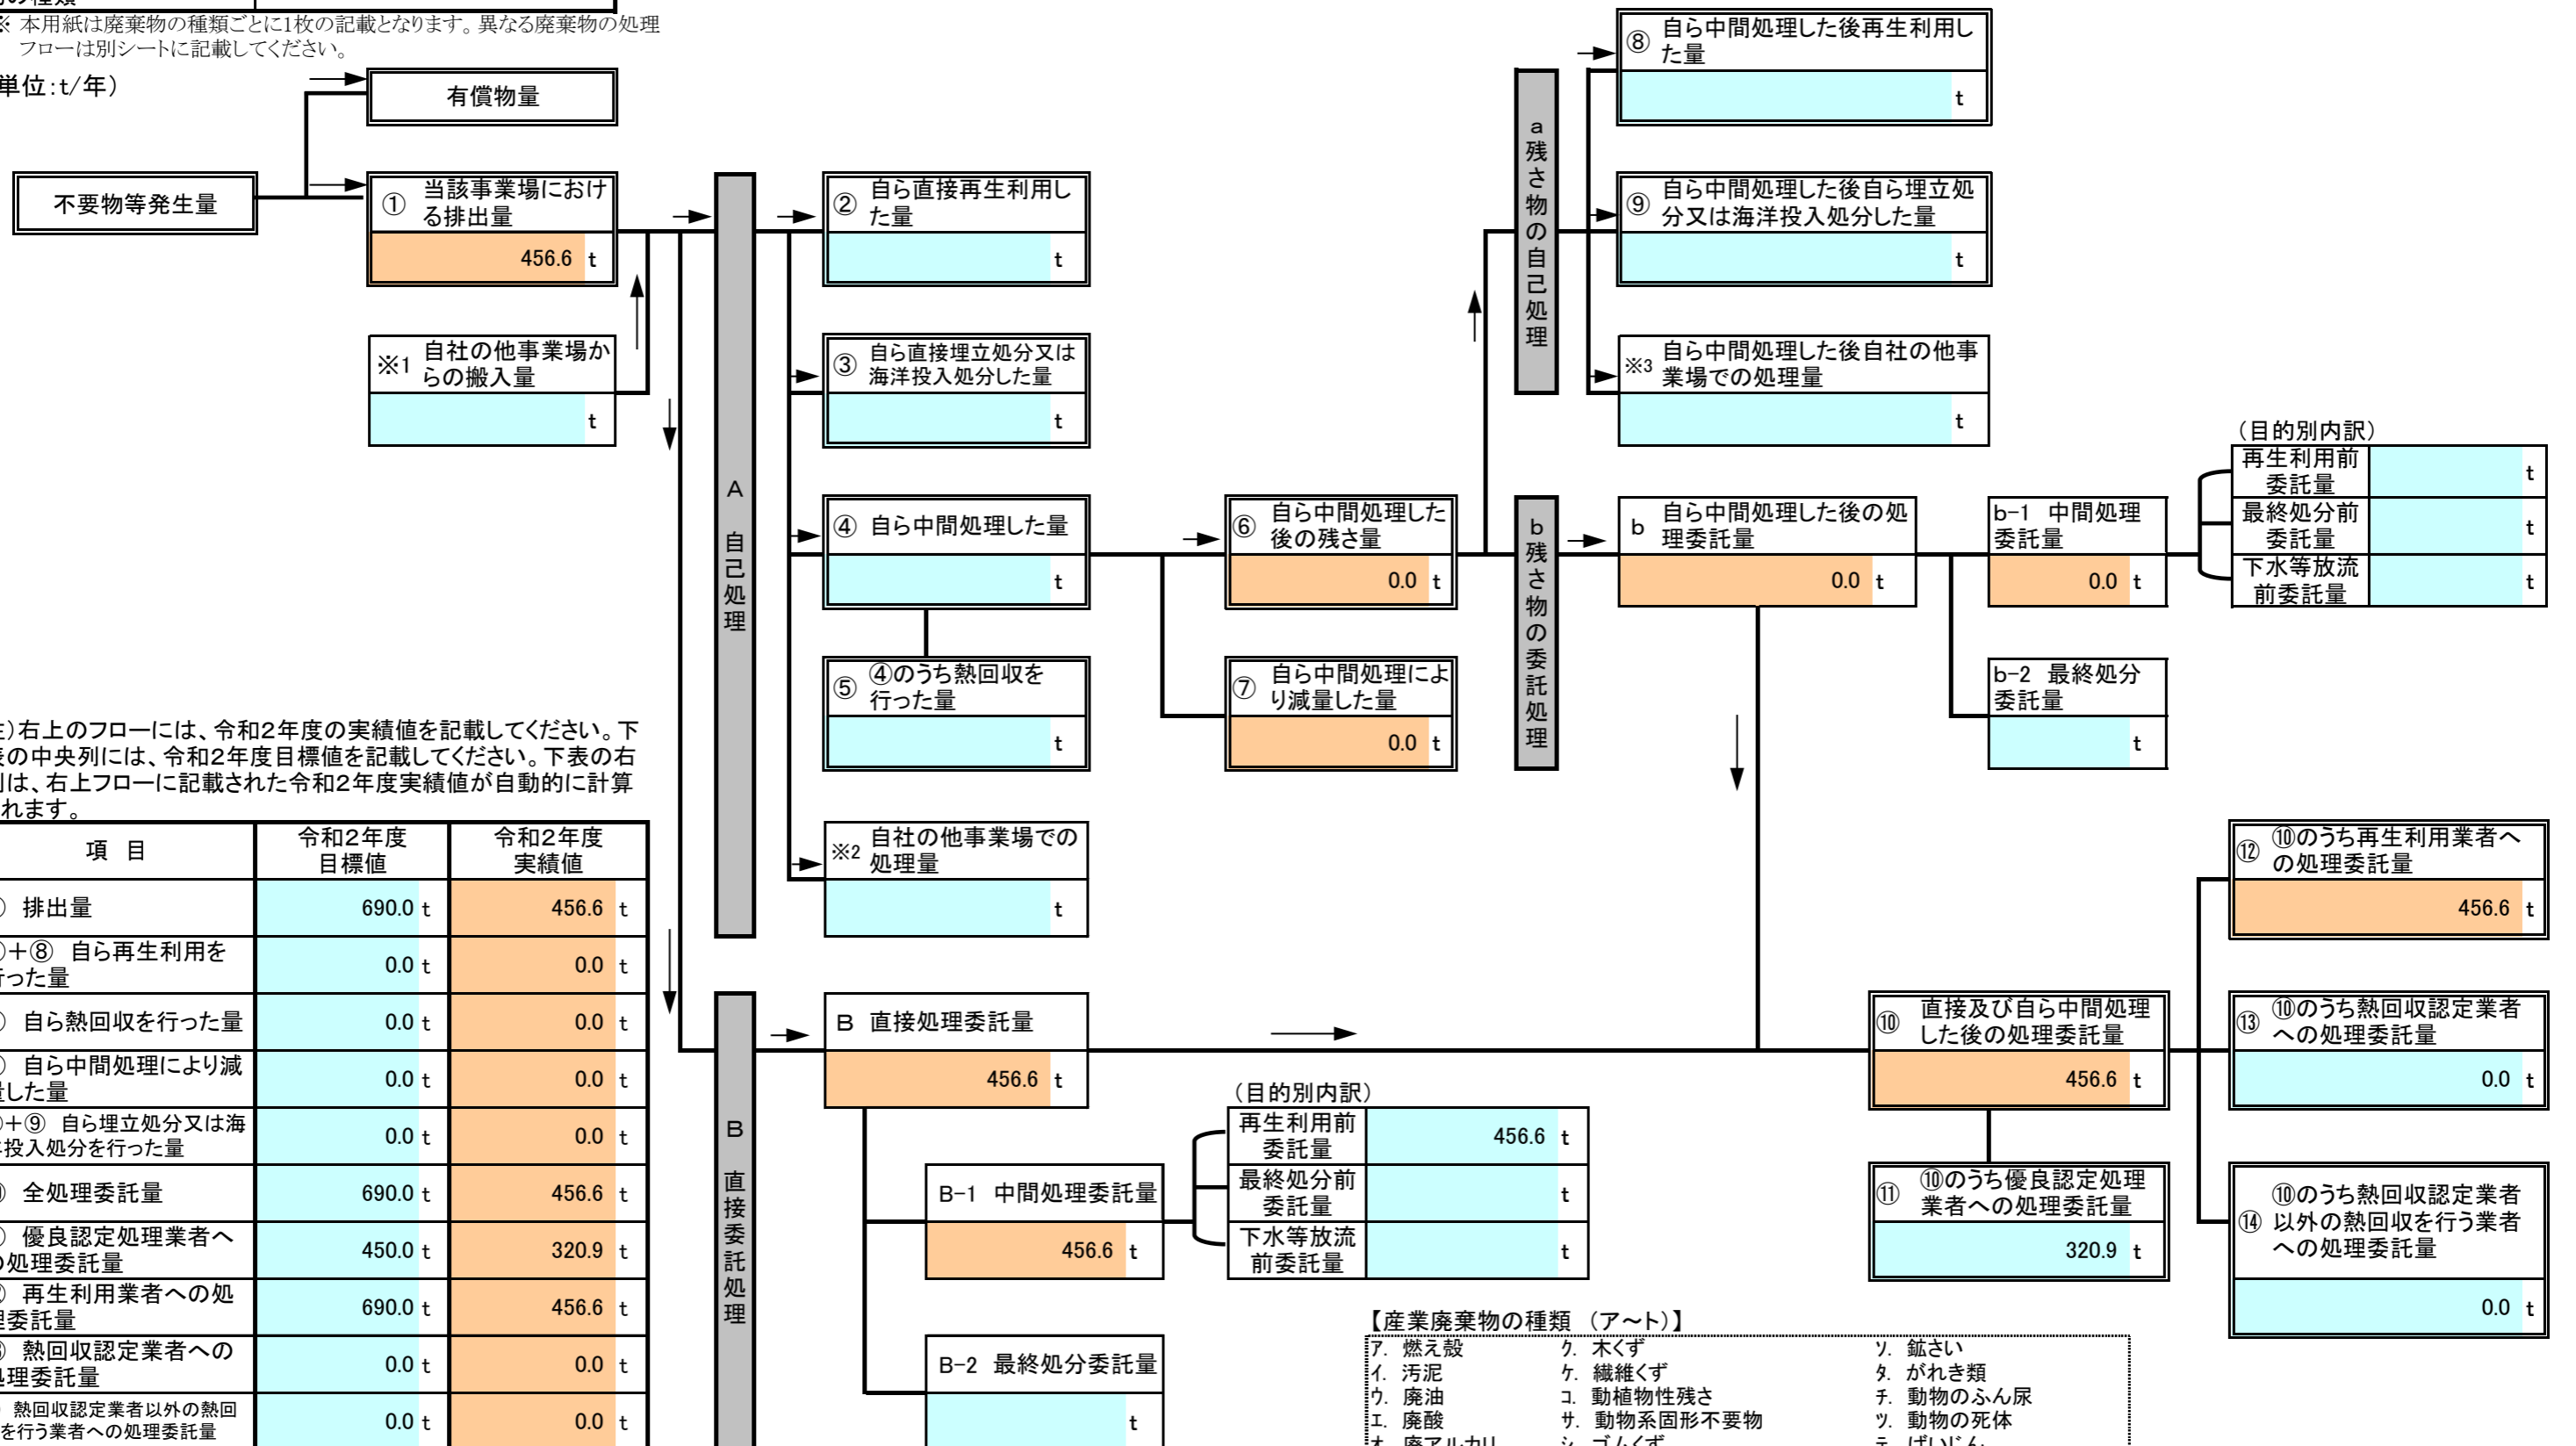 の種類
※ 本用紙は廃棄物の種類ごとに1枚の記載となります。異なる廃棄物の処理
フローは別シートに記載してください。
単位:t/年)
有償物量
不要物等発生量
① 当該事業場におけ
る排出量
456.6 t
※1 自社の他事業場か
らの搬入量
t
A 自己処理
② 自ら直接再生利用し
た量
t
③ 自ら直接埋立処分又は
海洋投入処分した量
t
④ 自ら中間処理した量
t
⑤ ④のうち熱回収を
行った量
t
※2 自社の他事業場での
処理量
t
⑥ 自ら中間処理した
後の残さ量
0.0 t
⑦ 自ら中間処理によ
り減量した量
0.0 t
a残さ物の自己処理
⑧ 自ら中間処理した後再生利用し
た量
t
⑨ 自ら中間処理した後自ら埋立処
分又は海洋投入処分した量
t
※3 自ら中間処理した後自社の他事
業場での処理量
t
b残さ物の委託処理
b 自ら中間処理した後の処
理委託量
0.0 t
b-1 中間処理
委託量
0.0 t
b-2 最終処分
委託量
t
(目的別内訳)
再生利用前
委託量
t
最終処分前
委託量
t
下水等放流
前委託量
t
)右上のフローには、令和2年度の実績値を記載してください。下
表の中央列には、令和2年度目標値を記載してください。下表の右
列は、右上フローに記載された令和2年度実績値が自動的に計算
れます。
項 目 令和2年度 目標値 令和2年度 実績値
排出量 690.0 t 456.6 t
+⑧ 自ら再生利用を
行った量 0.0 t 0.0 t
自ら熱回収を行った量 0.0 t 0.0 t
自ら中間処理により減
量した量 0.0 t 0.0 t
+⑨ 自ら埋立処分又は海
洋投入処分を行った量 0.0 t 0.0 t
全処理委託量 690.0 t 456.6 t
優良認定処理業者へ
の処理委託量 450.0 t 320.9 t
再生利用業者への処
理委託量 690.0 t 456.6 t
熱回収認定業者への
処理委託量 0.0 t 0.0 t
熱回収認定業者以外の熱回
を行う業者への処理委託量 0.0 t 0.0 t
B 直接委託処理
B 直接処理委託量
456.6 t
B-1 中間処理委託量
456.6 t
B-2 最終処分委託量
t
(目的別内訳)
再生利用前
委託量
456.6 t
最終処分前
委託量
t
下水等放流
前委託量
t
⑩ 直接及び自ら中間処理
した後の処理委託量
456.6 t
⑪ ⑩のうち優良認定処理
業者への処理委託量
320.9 t
⑫ ⑩のうち再生利用業者へ
の処理委託量
456.6 t
⑬ ⑩のうち熱回収認定業者
への処理委託量
0.0 t
⑭ ⑩のうち熱回収認定業者
以外の熱回収を行う業者
への処理委託量
0.0 t
【産業廃棄物の種類 (ア~ト)】
ア. 燃え殻 ク. 木くず ソ. 鉱さい
イ. 汚泥 ケ. 繊維くず タ. がれき類
ウ. 廃油 コ. 動植物性残さ チ. 動物のふん尿
エ. 廃酸 サ. 動物系固形不要物 ツ. 動物の死体
オ. 廃アルカリ シ. ゴムくず テ. ばいじん